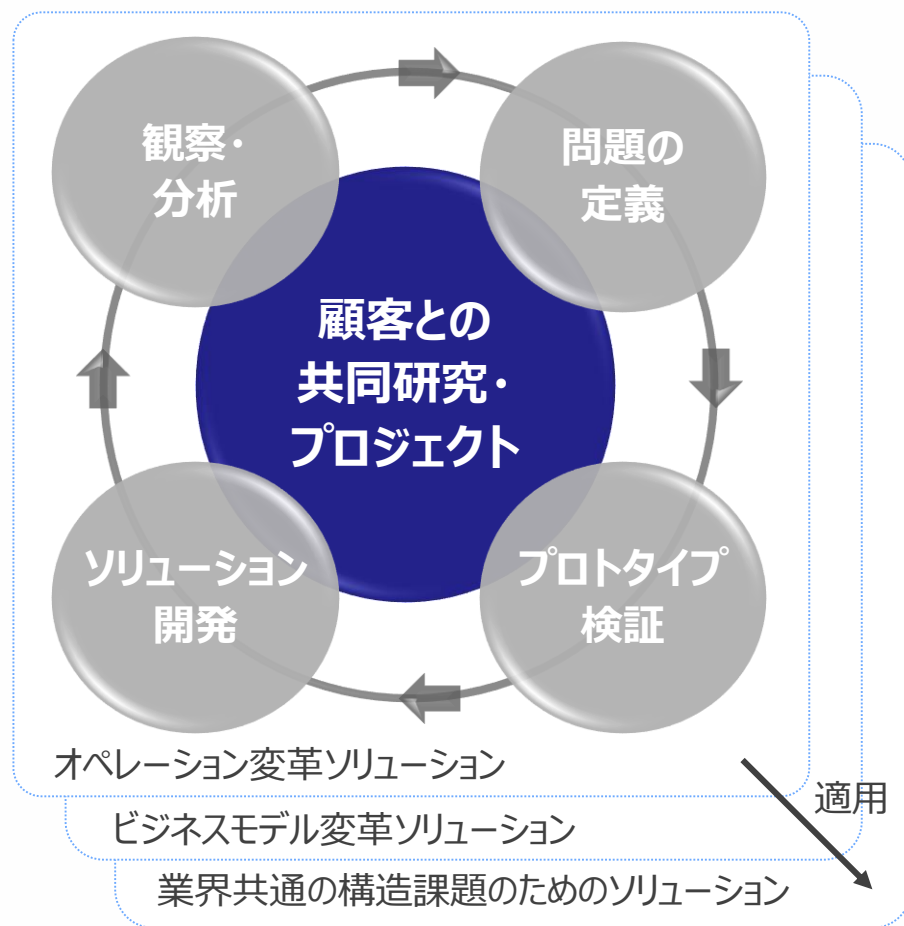 観察・
分析
問題の
定義
顧客との
共同研究・
プロジェクト
ソリューション
開発
プロトタイプ
検証
オペレーション変革ソリューション
適用
ビジネスモデル変革ソリューション
業界共通の構造課題のためのソリューション